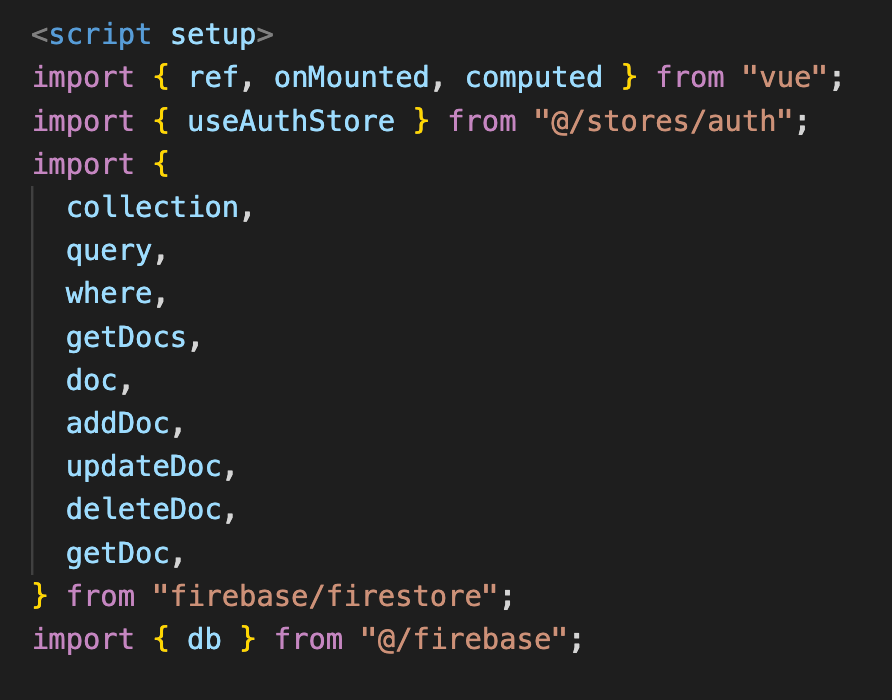 <script setup>
import { ref, onMounted, computed } from "vue";
import { useAuthStore } from "@/stores/auth";
import {
  collection,
  query,
  where,
  getDocs,
  doc,
  addDoc,
  updateDoc,
  deleteDoc,
  getDoc,
} from "firebase/firestore";
import { db } from "@/firebase";